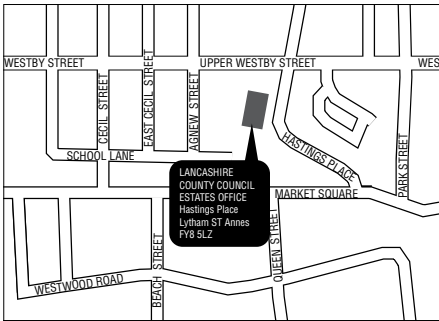 WESTBY STREET
UPPER WESTBY STREET
WES
CECIL STREET
EAST CECIL STREET
AGNEW STREET
HASTINGS PLACE
SCHOOL LANE
PARK STREET
LANCASHIRE
COUNTY COUNCIL
ESTATES OFFICE
Hastings Place
Lytham ST Annes
FY8 5LZ
MARKET SQUARE
BEACH STREET
QUEEN STREET
WESTWOOD ROAD